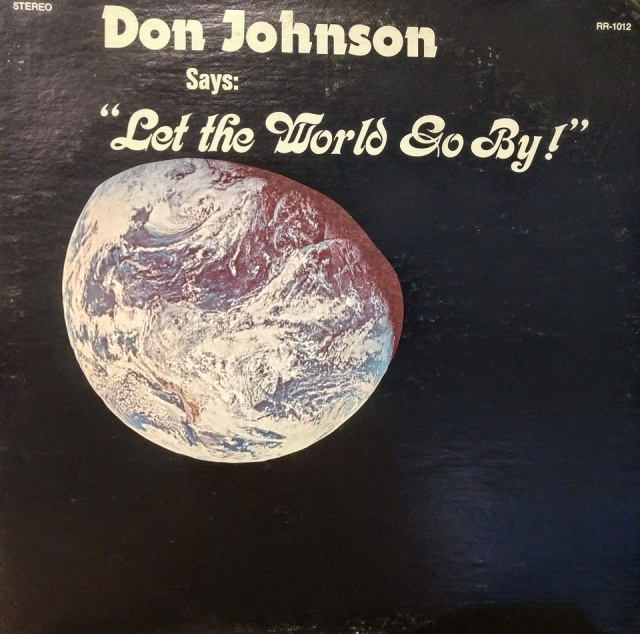 STEREO
RR-1012
Don Johnson
Says:
“Let the World Go By!”